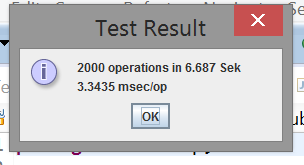 Test Result
2000 operations in 6.687 Sek
3.3435 msec/op
OK